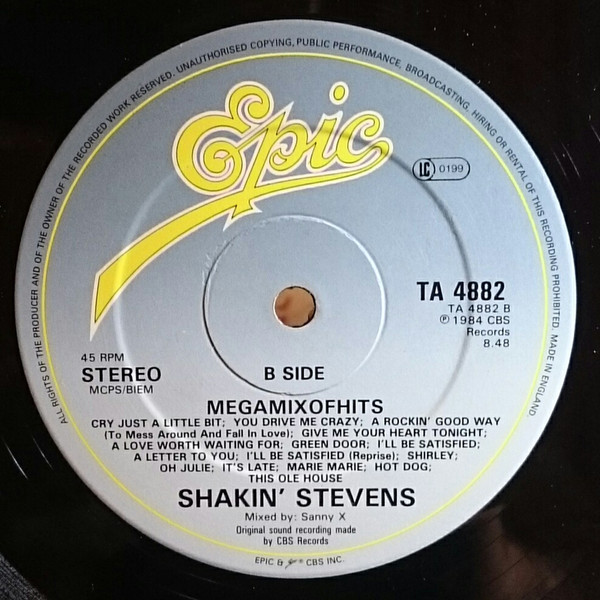 ALL RIGHTS OF THE PRODUCER AND OF THE OWNER OF THE RECORDED WORK RESERVED. UNAUTHORISED COPYING, PUBLIC PERFORMANCE, BROADCASTING, HIRING OR RENTAL OF THIS RECORDING PROHIBITED. MADE IN ENGLAND
Epic
LC 0199
TA 4882
TA 4882 B
℗ 1984 CBS
Records
8.48
45 RPM
STEREO
MCPS/BIEM
B SIDE
MEGAMIXOFHITS
CRY JUST A LITTLE BIT; YOU DRIVE ME CRAZY; A ROCKIN' GOOD WAY
(To Mess Around And Fall In Love); GIVE ME YOUR HEART TONIGHT;
A LOVE WORTH WAITING FOR; GREEN DOOR; I'LL BE SATISFIED;
A LETTER TO YOU; I'LL BE SATISFIED (Reprise); SHIRLEY;
OH JULIE; IT'S LATE; MARIE MARIE; HOT DOG;
THIS OLE HOUSE
SHAKIN' STEVENS
Mixed by: Sanny X
Original sound recording made
by CBS Records
EPIC & ® CBS INC.